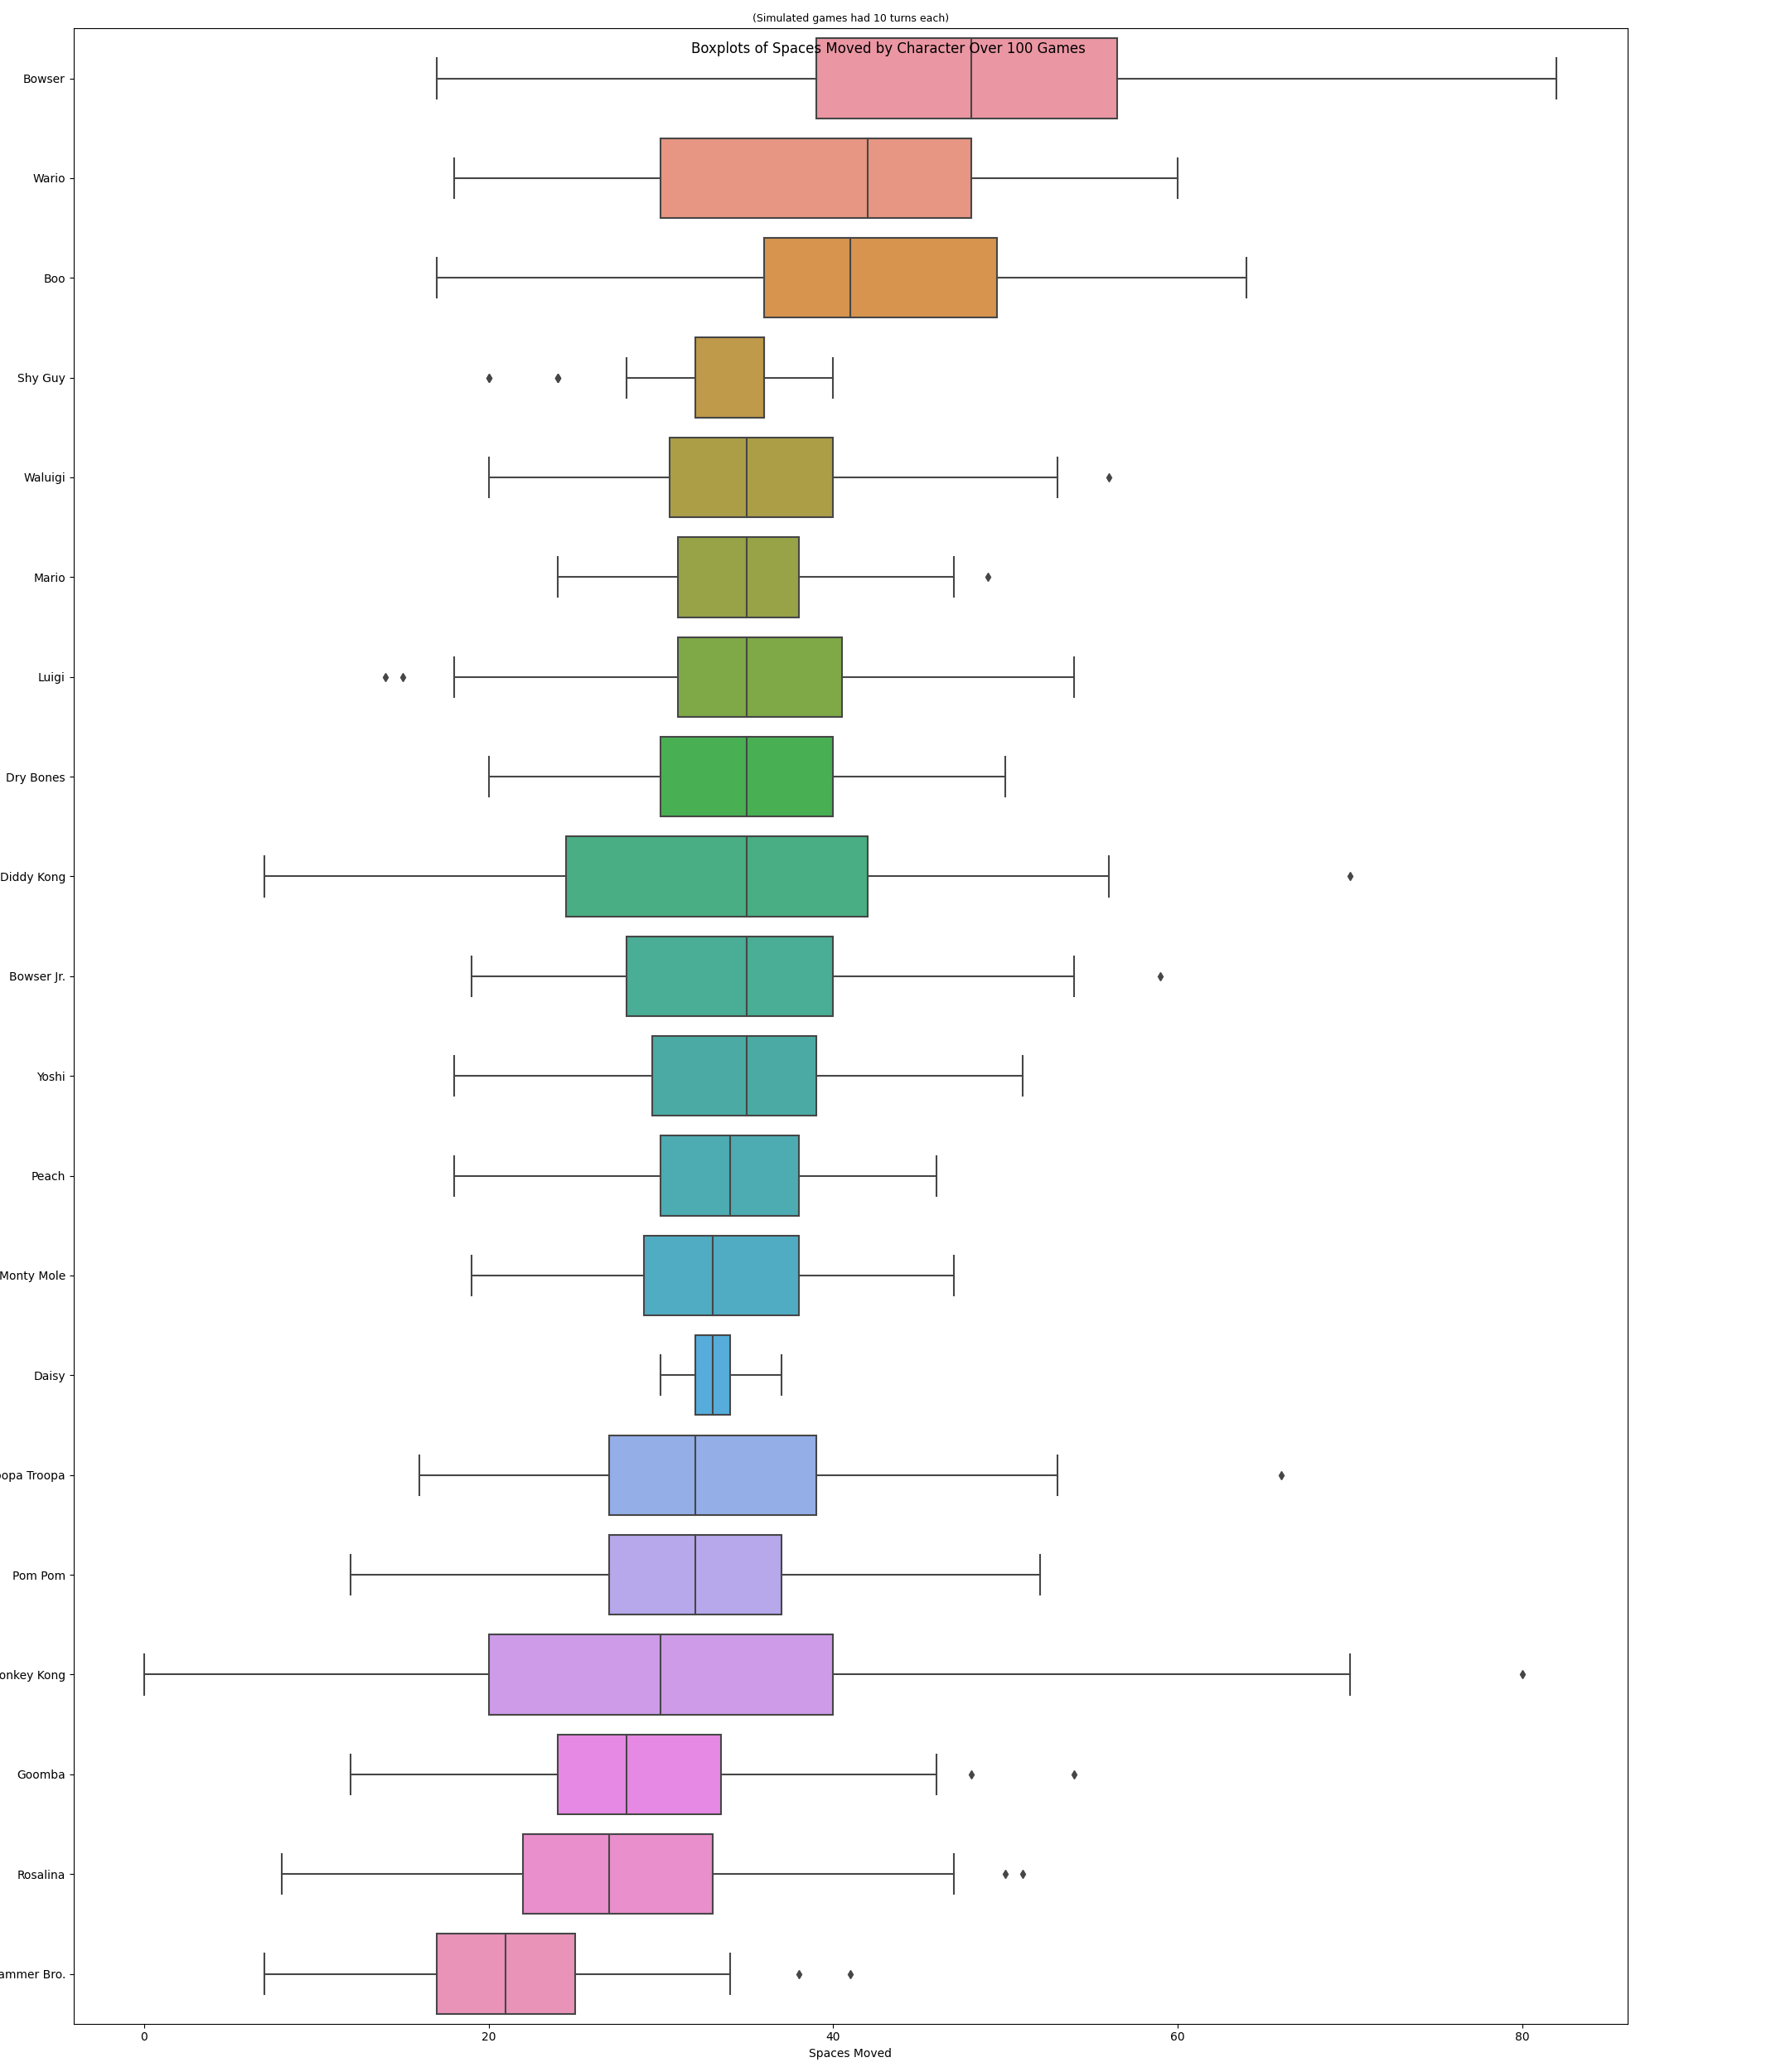 (Simulated games had 10 turns each)
Boxplots of Spaces Moved by Character Over 100 Games
Bowser
Wario
Boo
Shy Guy
Waluigi
Mario
Luigi
Dry Bones
Diddy Kong
Bowser Jr.
Yoshi
Peach
Monty Mole
Daisy
oopa Troopa
Pom Pom
onkey Kong
Goomba
Rosalina
ammer Bro.
0 20 40 60 80
Spaces Moved